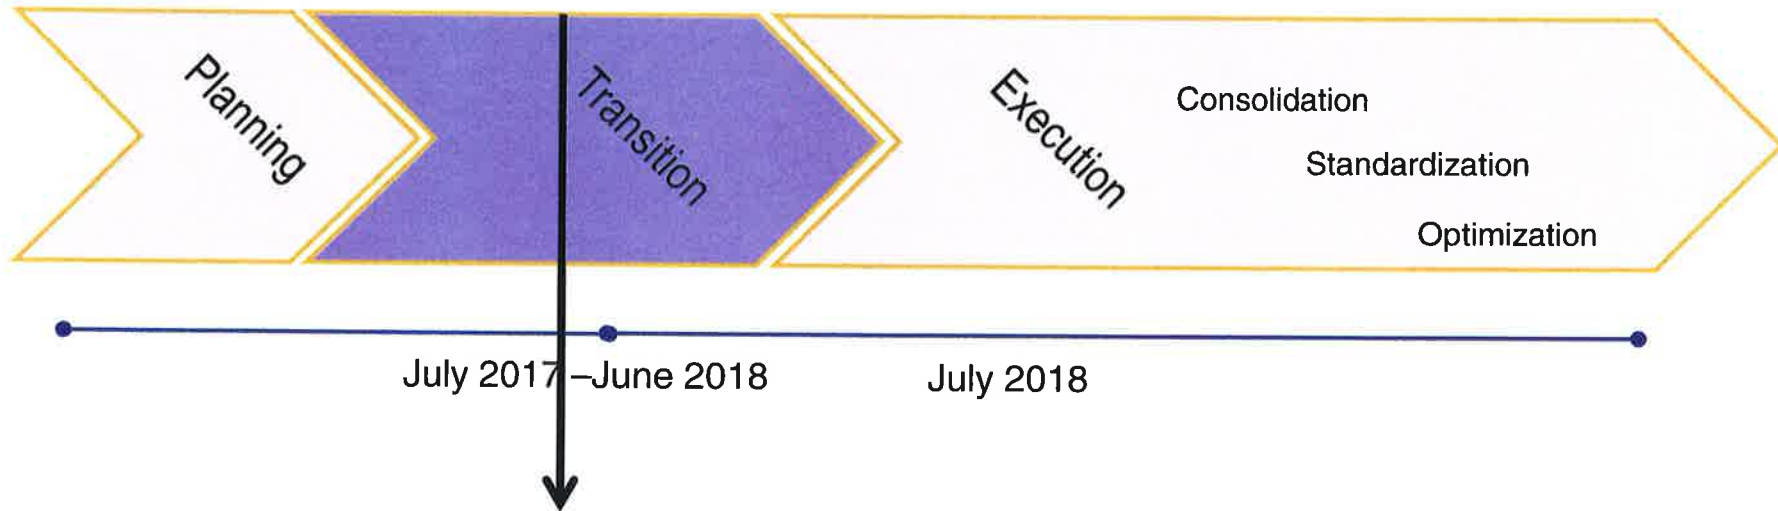 Planning
Transition
Execution
Consolidation
Standardization
Optimization
July 2017 –June 2018
July 2018